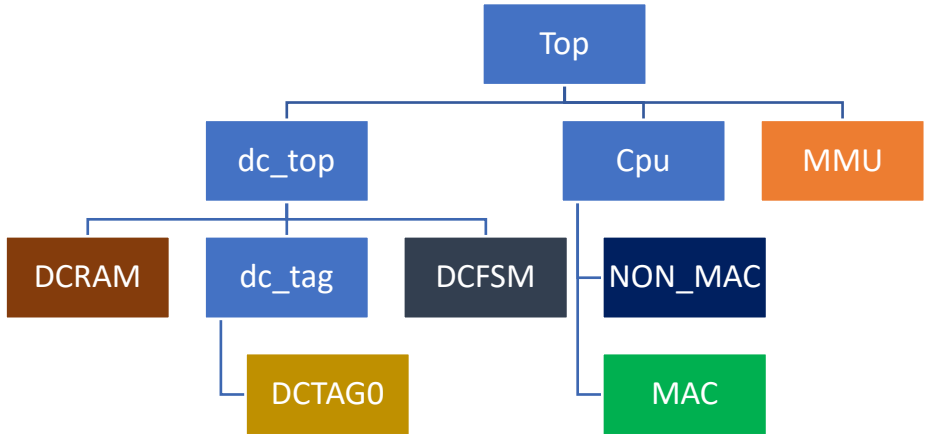 Top
dc_top
Cpu
MMU
DCRAM
dc_tag
DCFSM
NON_MAC
DCTAG0
MAC